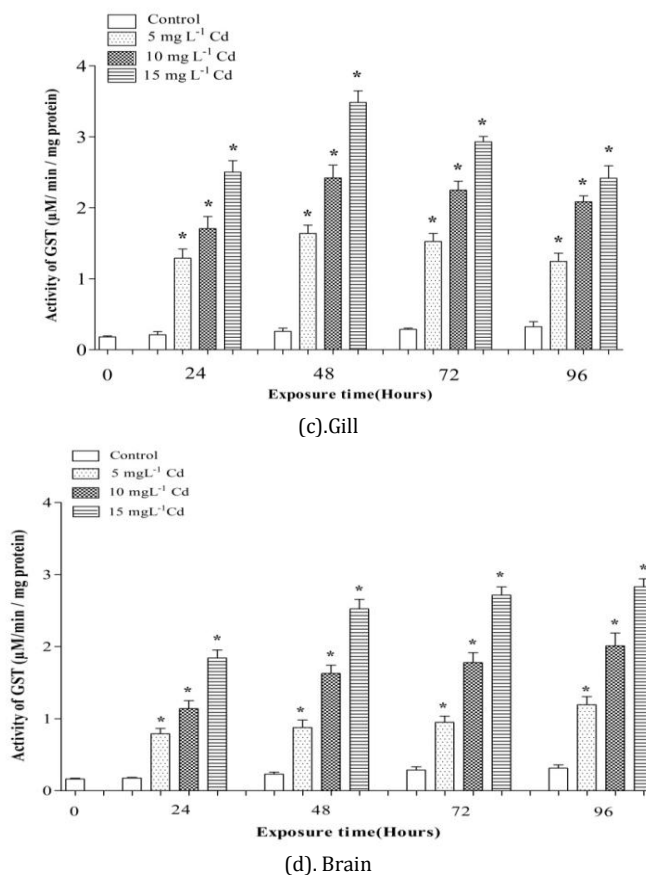 Control
5 mg L⁻¹ Cd
10 mg L⁻¹ Cd
15 mg L⁻¹ Cd
Activity of GST (µM/ min / mg protein)
4
3
2
1
0
* * *
* * *
* * *
* * *
0 24 48 72 96
Exposure time(Hours)
(c).Gill
Control
5 mgL⁻¹ Cd
10 mgL⁻¹ Cd
15 mgL⁻¹ Cd
Activity of GST (µM/min / mg protein)
4
3
2
1
0
* * *
* * *
* * *
* * *
0 24 48 72 96
Exposure time(Hours)
(d). Brain